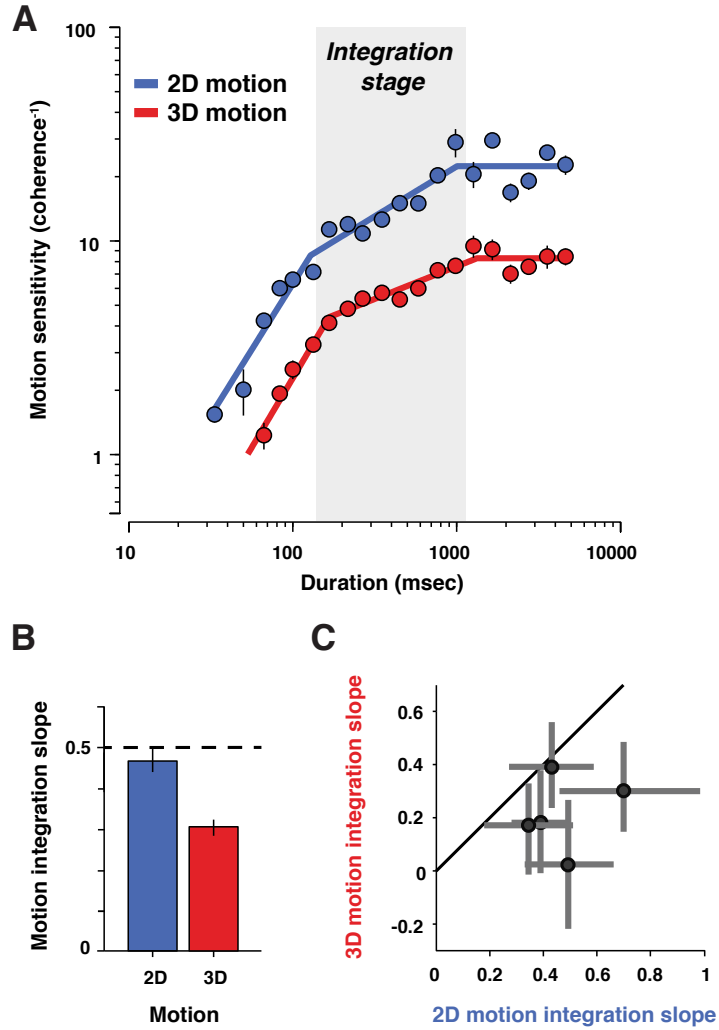 A
100
10
1
Motion sensitivity (coherence⁻¹)
2D motion
3D motion
Integration
stage
10
100
1000
10000
Duration (msec)
B
Motion integration slope
0.5
0
2D
3D
Motion
C
3D motion integration slope
0.6
0.4
0.2
0
-0.2
0
0.2
0.4
0.6
0.8
1
2D motion integration slope